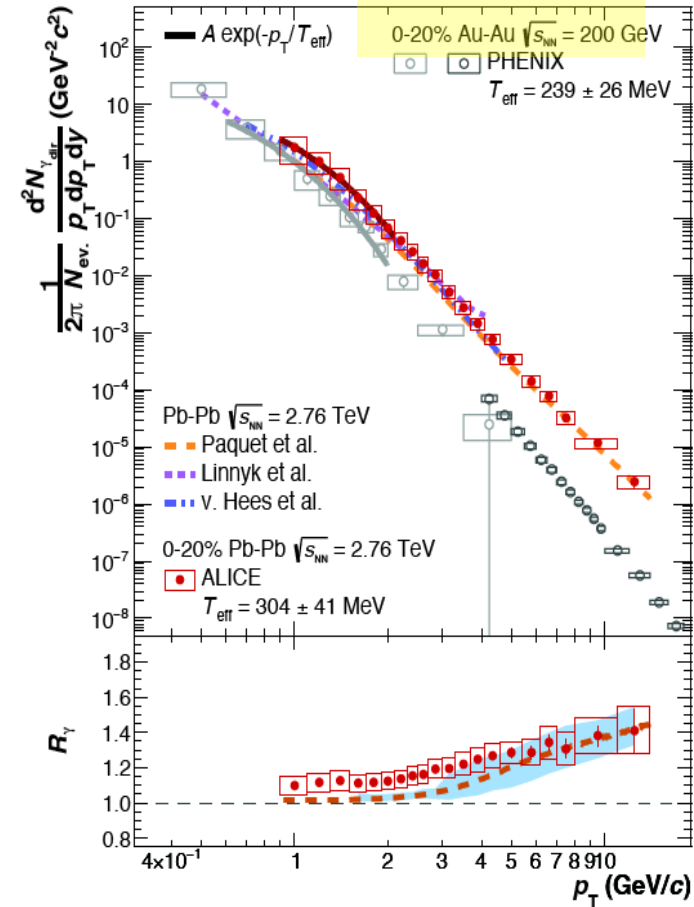 A exp(-p_T/T_eff)
0-20% Au-Au √s_NN = 200 GeV
PHENIX
T_eff = 239 ± 26 MeV
1/2π N_ev. d²N_γdir/p_T dp_T dy (GeV⁻²c²)
10²
10
1
10⁻¹
10⁻²
10⁻³
10⁻⁴
10⁻⁵
10⁻⁶
10⁻⁷
10⁻⁸
Pb-Pb √s_NN = 2.76 TeV
Paquet et al.
Linnyk et al.
v. Hees et al.
0-20% Pb-Pb √s_NN = 2.76 TeV
ALICE
T_eff = 304 ± 41 MeV
R_γ
1.8
1.6
1.4
1.2
1.0
0.8
4×10⁻¹ 1 2 3 4 5 6 7 8 9 10
p_T (GeV/c)